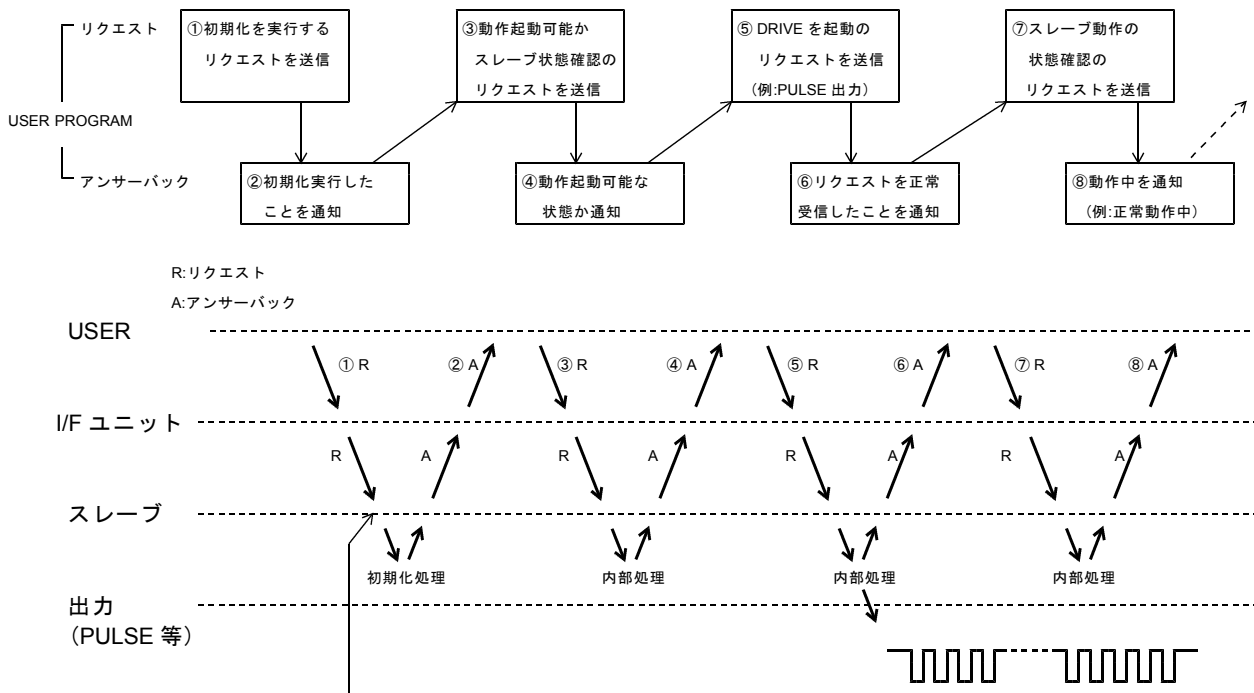 リクエスト
①初期化を実行する
リクエストを送信
③動作起動可能か
スレーブ状態確認の
リクエストを送信
⑤ DRIVE を起動の
リクエストを送信
(例:PULSE 出力)
⑦スレーブ動作の
状態確認の
リクエストを送信
USER PROGRAM
アンサーバック
②初期化実行した
ことを通知
④動作起動可能な
状態か通知
⑥リクエストを正常
受信したことを通知
⑧動作中を通知
(例:正常動作中)
R:リクエスト
A:アンサーバック
USER
① R ② A ③ R ④ A ⑤ R ⑥ A ⑦ R ⑧ A
I/F ユニット
R A R A R A R A
スレーブ
初期化処理 内部処理 内部処理 内部処理
出力
(PULSE 等)